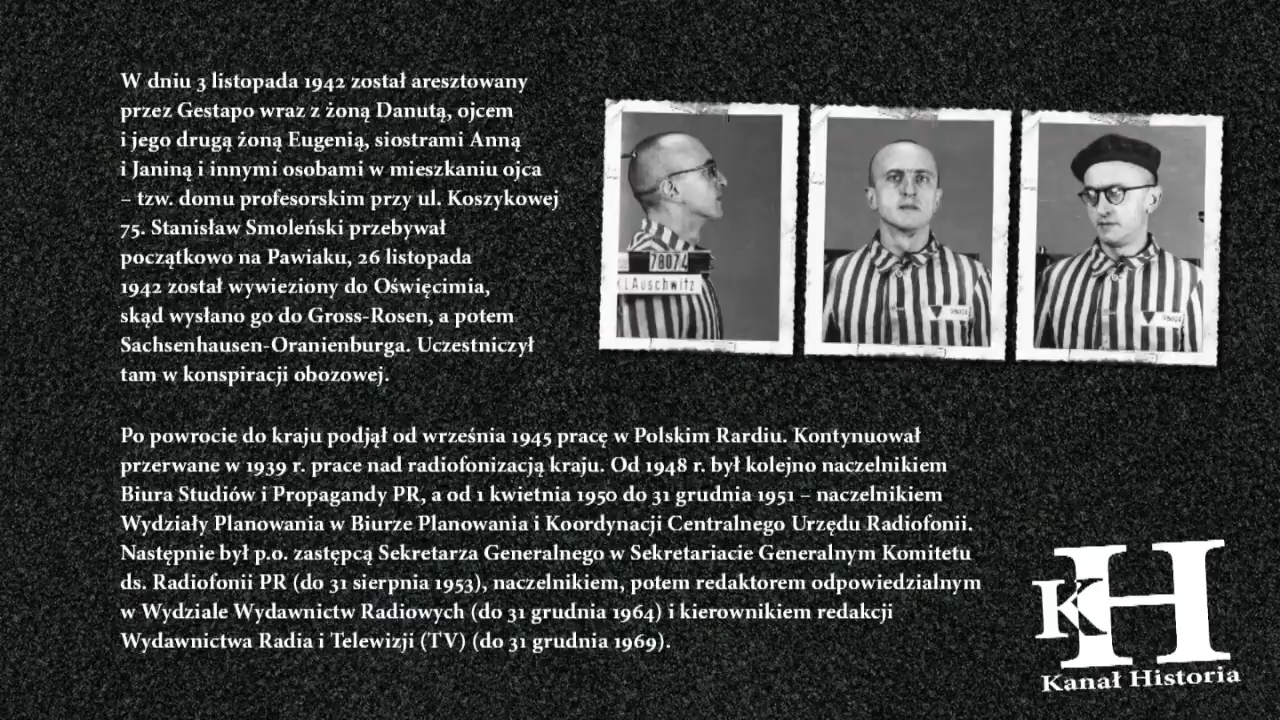 W dniu 3 listopada 1942 został aresztowany
przez Gestapo wraz z żoną Danutą, ojcem
i jego drugą żoną Eugenią, siostrami Anną
i Janiną i innymi osobami w mieszkaniu ojca
– tzw. domu profesorskim przy ul. Koszykowej
75. Stanisław Smoleński przebywał
początkowo na Pawiaku, 26 listopada
1942 został wywieziony do Oświęcimia,
skąd wysłano go do Gross-Rosen, a potem
Sachsenhausen-Oranienburga. Uczestniczył
tam w konspiracji obozowej.
78074
KL Auschwitz
Po powrocie do kraju podjął od września 1945 pracę w Polskim Rardiu. Kontynuował
przerwane w 1939 r. prace nad radiofonizacją kraju. Od 1948 r. był kolejno naczelnikiem
Biura Studiów i Propagandy PR, a od 1 kwietnia 1950 do 31 grudnia 1951 – naczelnikiem
Wydziały Planowania w Biurze Planowania i Koordynacji Centralnego Urzędu Radiofonii.
Następnie był p.o. zastępcą Sekretarza Generalnego w Sekretariacie Generalnym Komitetu
ds. Radiofonii PR (do 31 sierpnia 1953), naczelnikiem, potem redaktorem odpowiedzialnym
w Wydziale Wydawnictw Radiowych (do 31 grudnia 1964) i kierownikiem redakcji
Wydawnictwa Radia i Telewizji (TV) (do 31 grudnia 1969).
KH
Kanał Historia